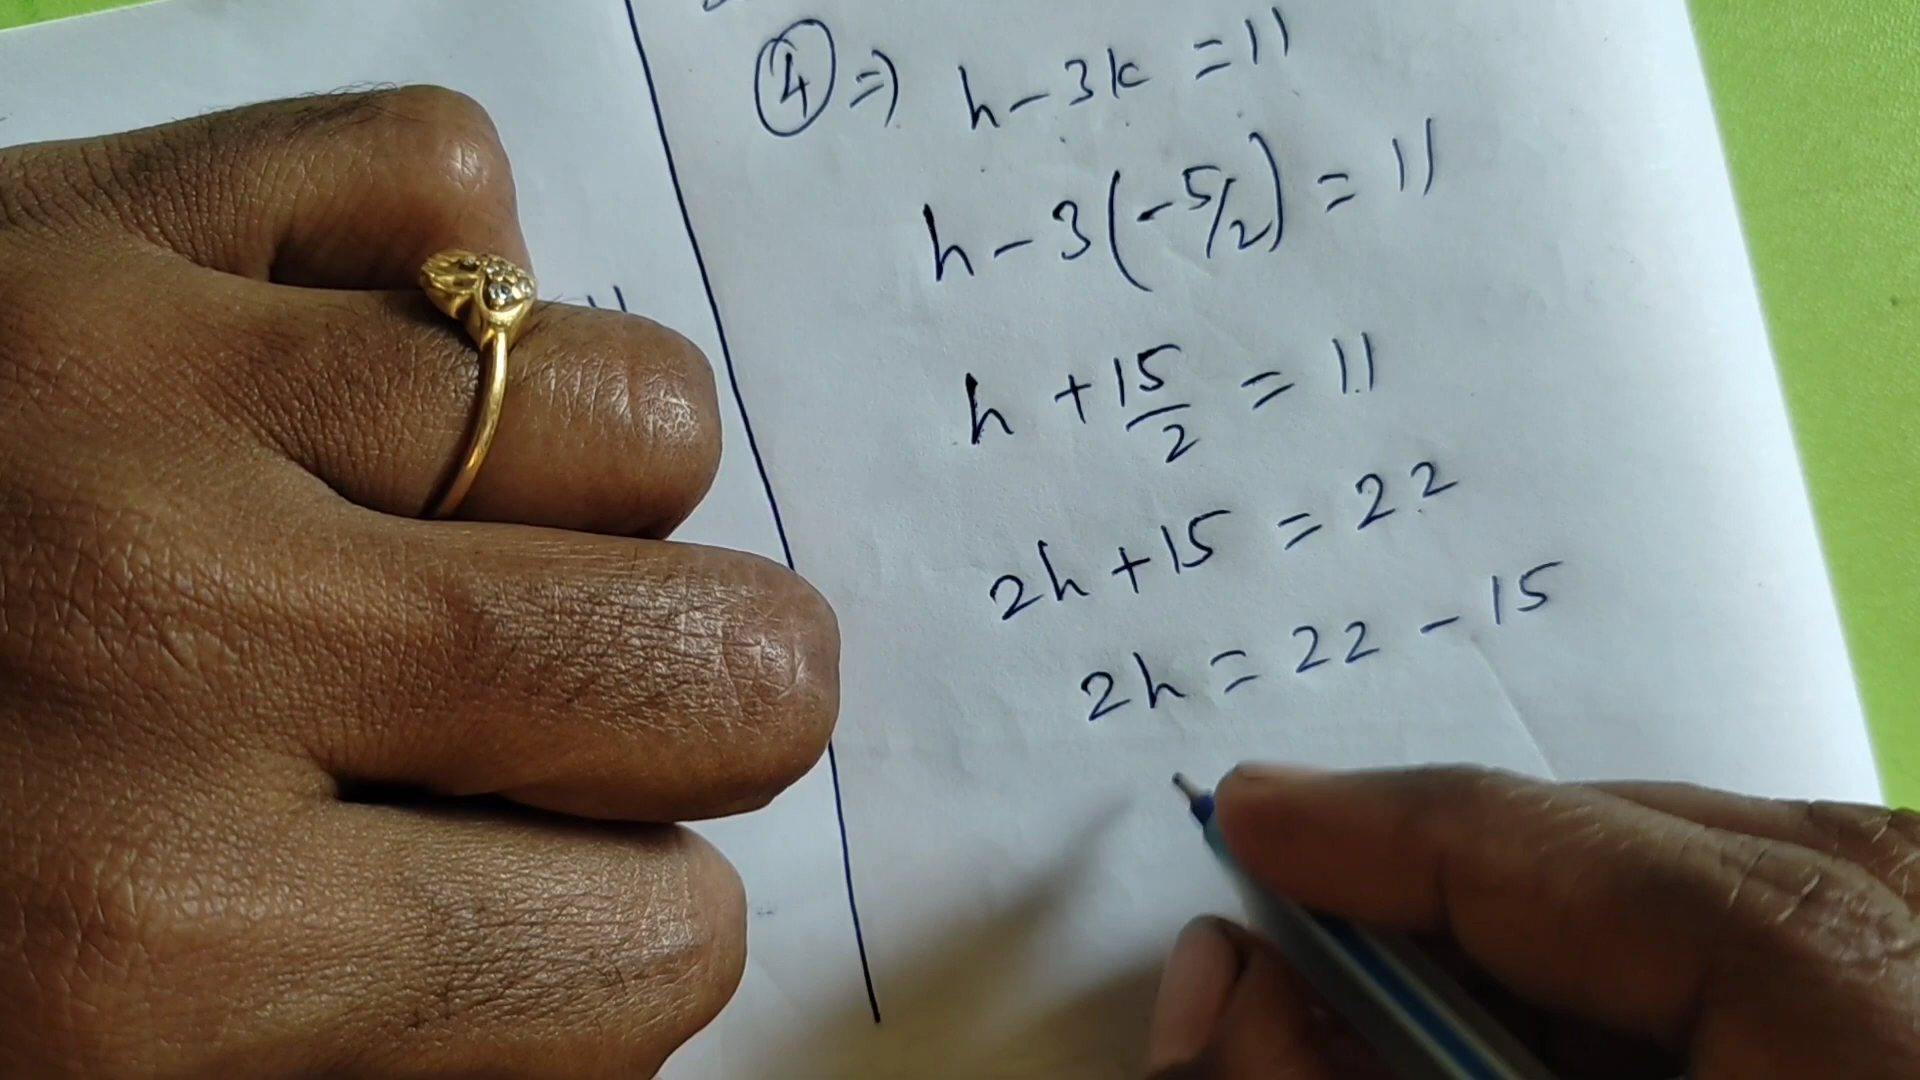 ④ => h - 3k = 11
h - 3(-5/2) = 11
h + 15/2 = 11
2h + 15 = 22
2h = 22 - 15